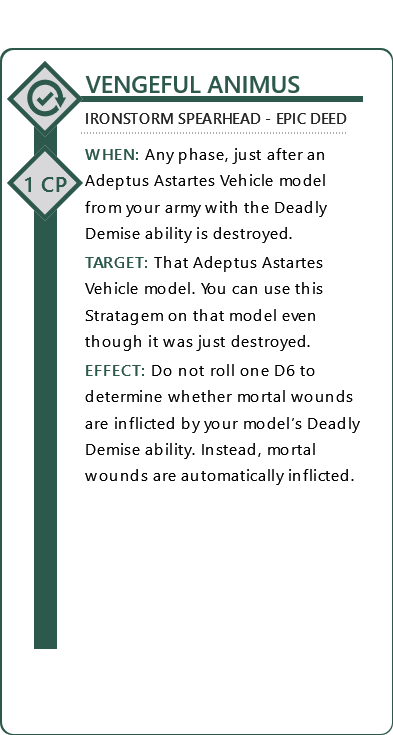 VENGEFUL ANIMUS
IRONSTORM SPEARHEAD - EPIC DEED
1 CP
WHEN: Any phase, just after an
Adeptus Astartes Vehicle model
from your army with the Deadly
Demise ability is destroyed.
TARGET: That Adeptus Astartes
Vehicle model. You can use this
Stratagem on that model even
though it was just destroyed.
EFFECT: Do not roll one D6 to
determine whether mortal wounds
are inflicted by your model’s Deadly
Demise ability. Instead, mortal
wounds are automatically inflicted.